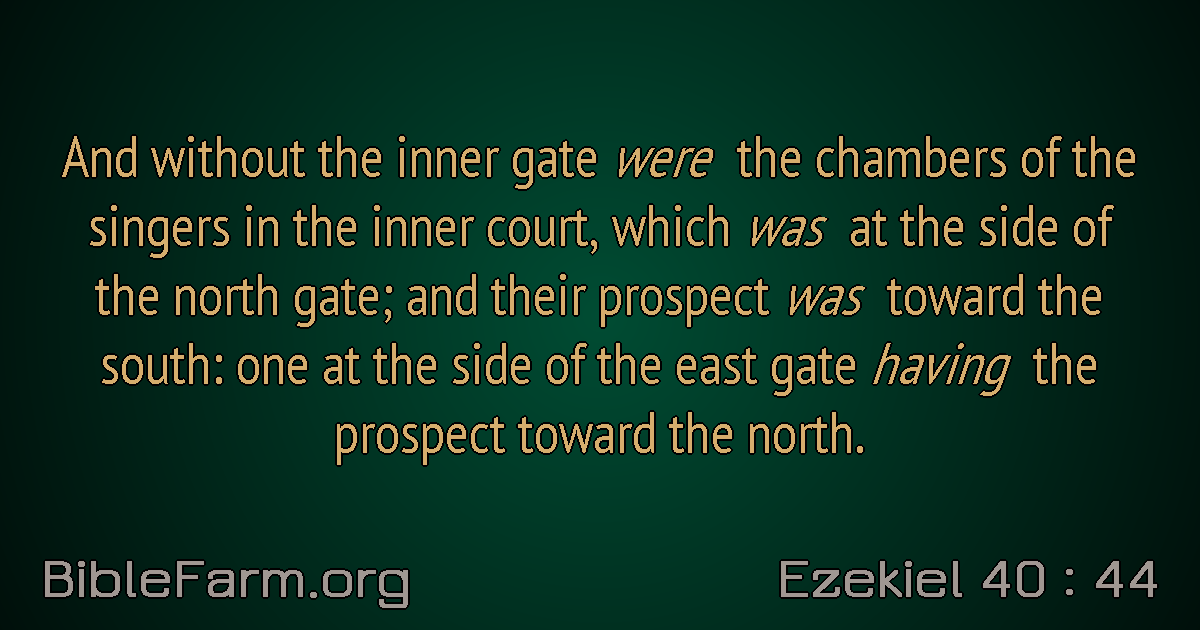 And without the inner gate were the chambers of the
singers in the inner court, which was at the side of
the north gate; and their prospect was toward the
south: one at the side of the east gate having the
prospect toward the north.
BibleFarm.org
Ezekiel 40 : 44